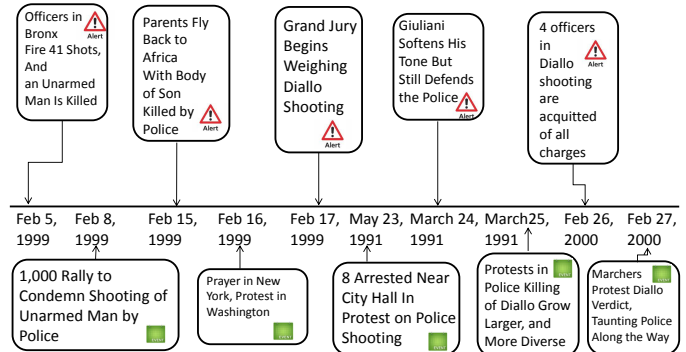 Officers in
Bronx
Fire 41 Shots,
And
an Unarmed
Man Is Killed
Alert
Parents Fly
Back to
Africa
With Body
of Son
Killed by
Police
Alert
Grand Jury
Begins
Weighing
Diallo
Shooting
Alert
Giuliani
Softens His
Tone But
Still Defends
the Police
Alert
4 officers
in
Diallo
shooting
are
acquitted
of all
charges
Alert
Feb 5,
1999
Feb 8,
1999
Feb 15,
1999
Feb 16,
1999
Feb 17,
1999
May 23,
1991
March 24,
1991
March25,
1991
Feb 26,
2000
Feb 27,
2000
1,000 Rally to
Condemn Shooting of
Unarmed Man by
Police
EVENT
Prayer in New
York, Protest in
Washington
EVENT
8 Arrested Near
City Hall In
Protest on Police
Shooting
EVENT
Protests in
Police Killing
of Diallo Grow
Larger, and
More Diverse
EVENT
Marchers
Protest Diallo
Verdict,
Taunting Police
Along the Way
EVENT